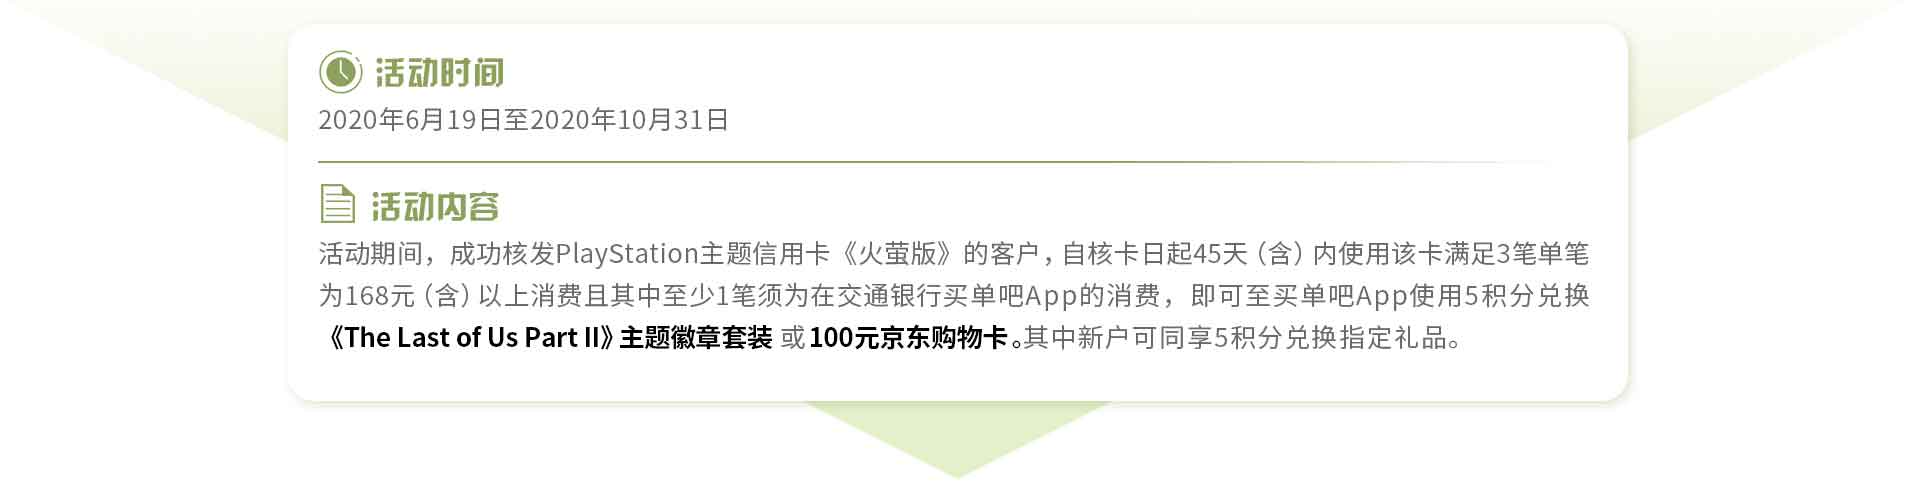 活动时间
2020年6月19日至2020年10月31日
活动内容
活动期间，成功核发PlayStation主题信用卡《火萤版》的客户，自核卡日起45天（含）内使用该卡满足3笔单笔
为168元（含）以上消费且其中至少1笔须为在交通银行买单吧App的消费，即可至买单吧App使用5积分兑换
《The Last of Us Part II》主题徽章套装 或100元京东购物卡。其中新户可同享5积分兑换指定礼品。